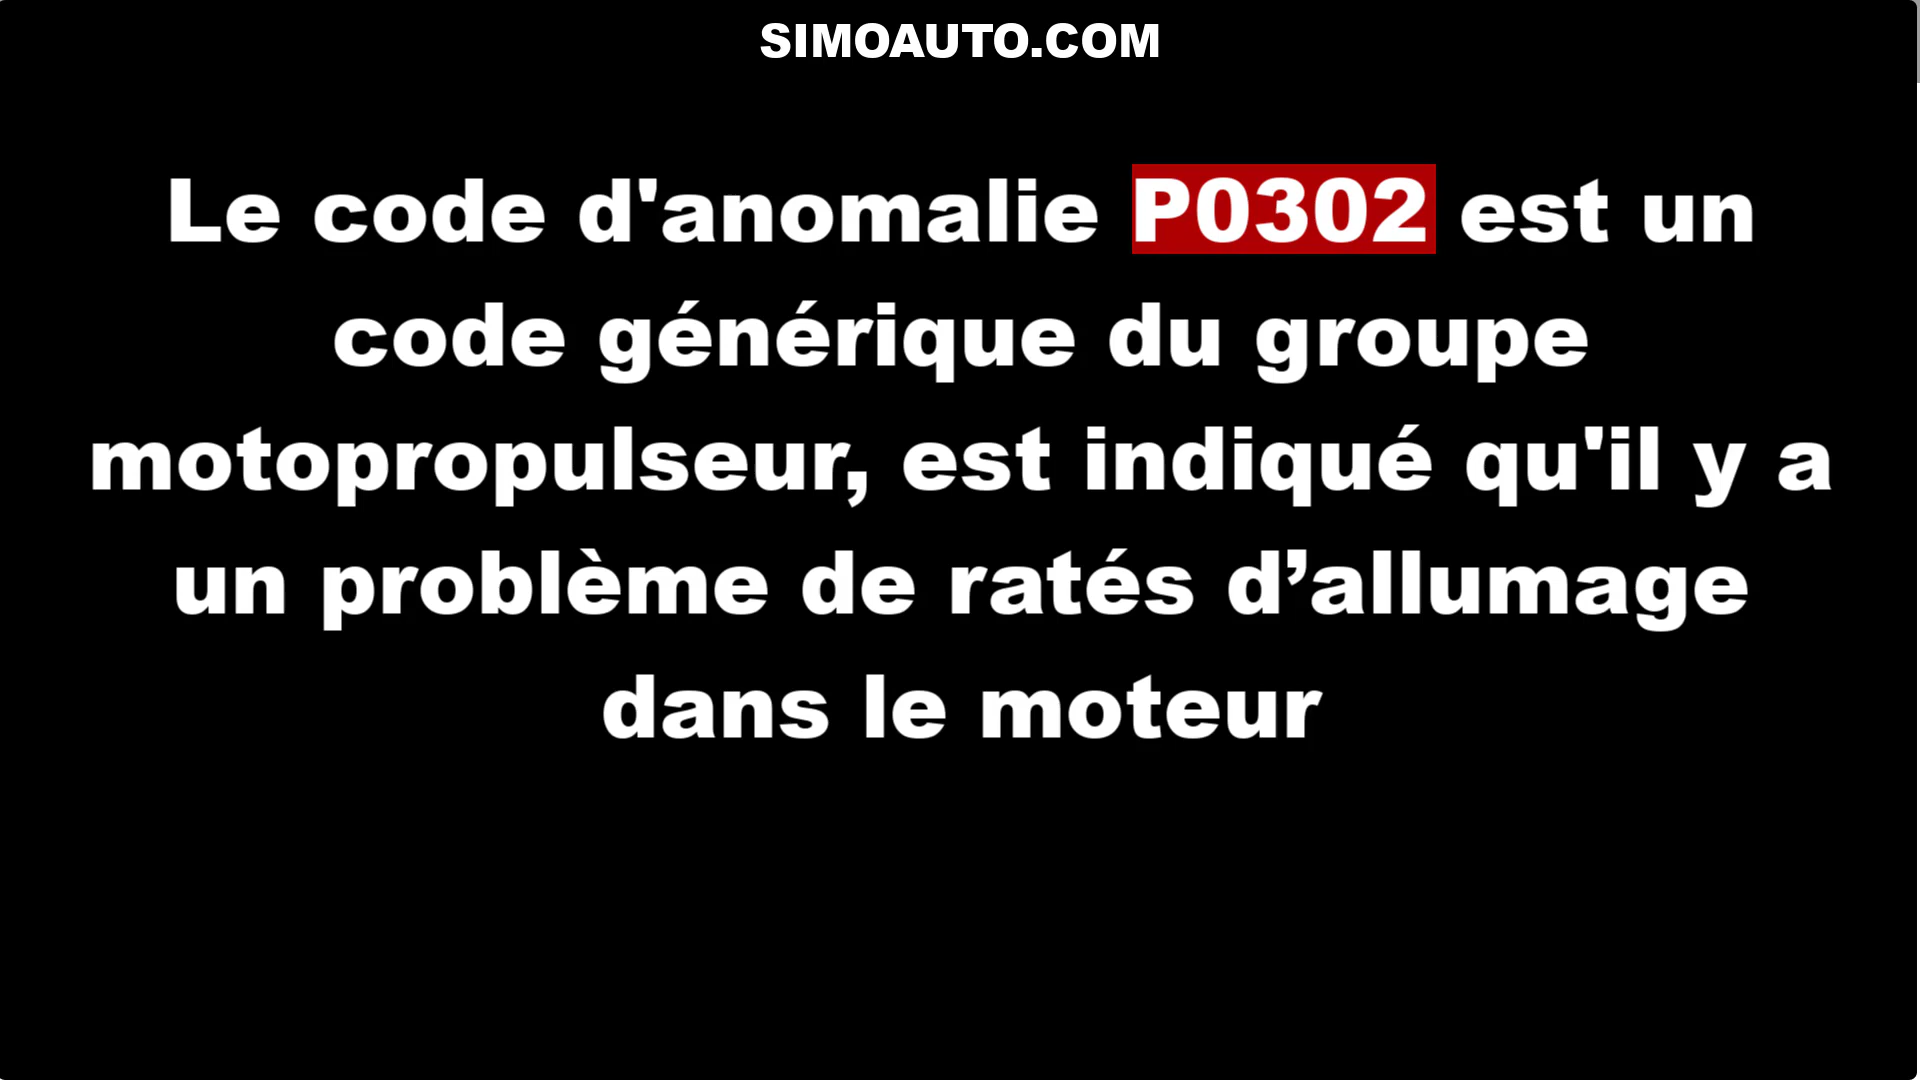 SIMOAUTO.COM
Le code d'anomalie P0302 est un
code générique du groupe
motopropulseur, est indiqué qu'il y a
un problème de ratés d’allumage
dans le moteur